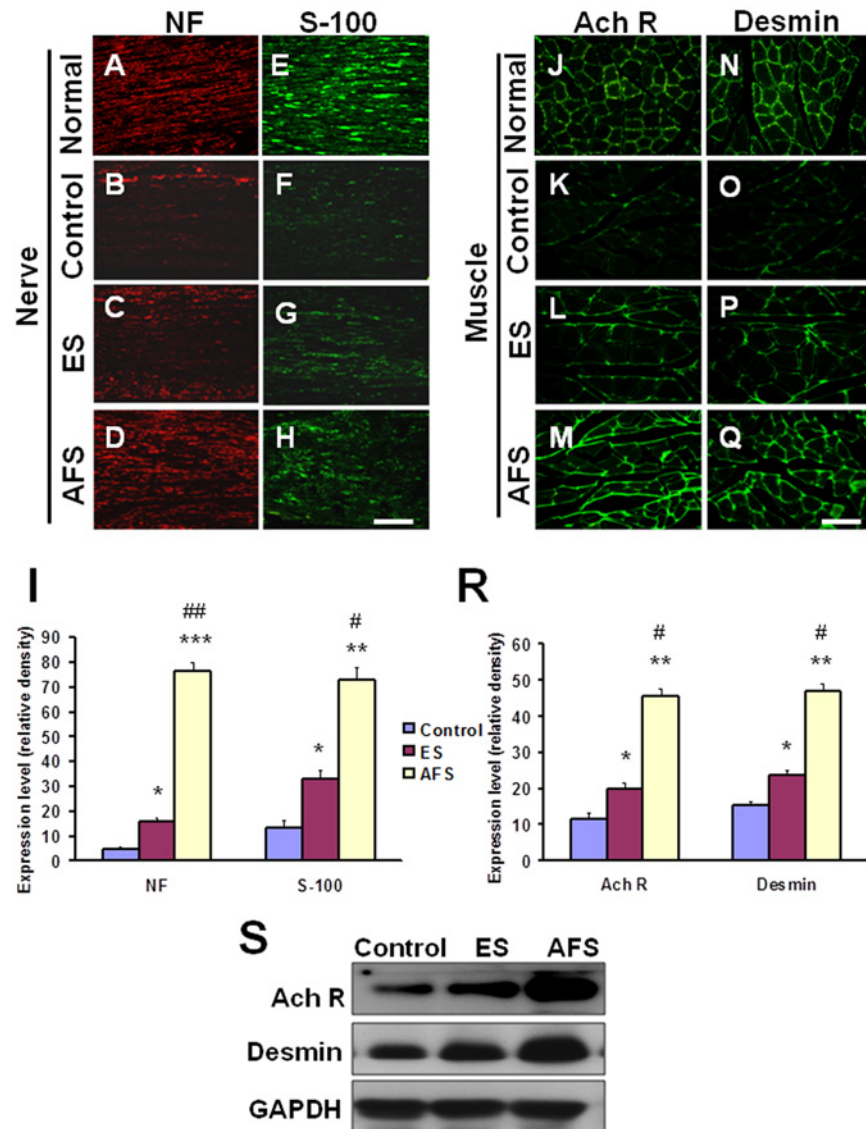 NF S-100
Nerve
Normal
A E
Control
B F
ES
C G
AFS
D H
Ach R Desmin
Muscle
Normal
J N
Control
K O
ES
L P
AFS
M Q
I
Expression level (relative density)
90
80
70
60
50
40
30
20
10
0
* ## *** * # **
NF S-100
Control
ES
AFS
R
Expression level (relative density)
60
50
40
30
20
10
0
* # ** * # **
Ach R Desmin
S
Control ES AFS
Ach R
Desmin
GAPDH